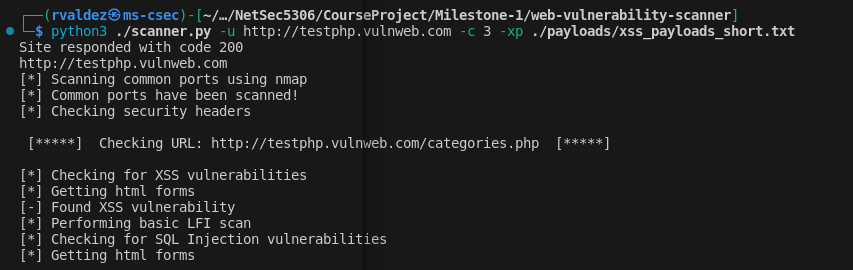 ┌──(rvaldez㉿ms-csec)-[~/…/NetSec5306/CourseProject/Milestone-1/web-vulnerability-scanner]
└─$ python3 ./scanner.py -u http://testphp.vulnweb.com -c 3 -xp ./payloads/xss_payloads_short.txt
Site responded with code 200
http://testphp.vulnweb.com
[*] Scanning common ports using nmap
[*] Common ports have been scanned!
[*] Checking security headers
[*****]  Checking URL: http://testphp.vulnweb.com/categories.php  [*****]
[*] Checking for XSS vulnerabilities
[*] Getting html forms
[-] Found XSS vulnerability
[*] Performing basic LFI scan
[*] Checking for SQL Injection vulnerabilities
[*] Getting html forms